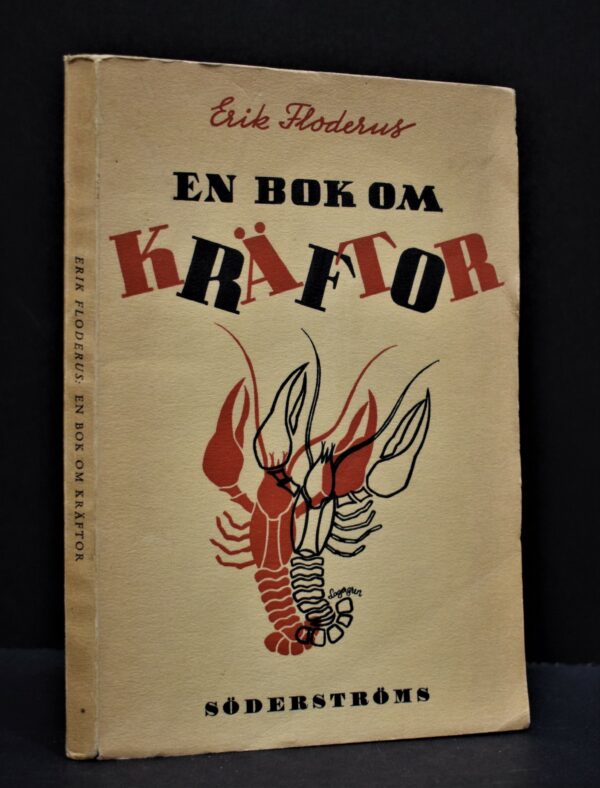 Erik Floderus
EN BOK OM
KRÄFTOR
SÖDERSTRÖMS
ERIK FLODERUS: EN BOK OM KRÄFTOR